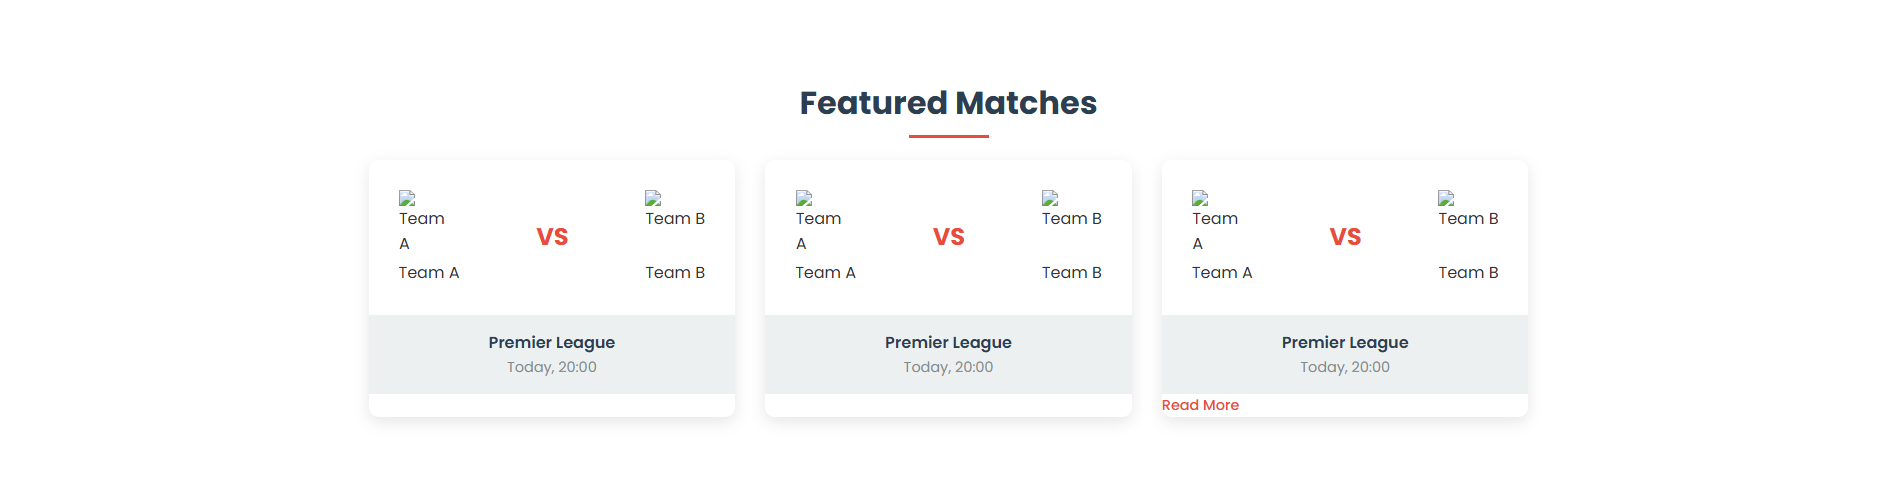 Featured Matches
Team
A
Team A
VS
Team B
Team B
Premier League
Today, 20:00
Team
A
Team A
VS
Team B
Team B
Premier League
Today, 20:00
Team
A
Team A
VS
Team B
Team B
Premier League
Today, 20:00
Read More